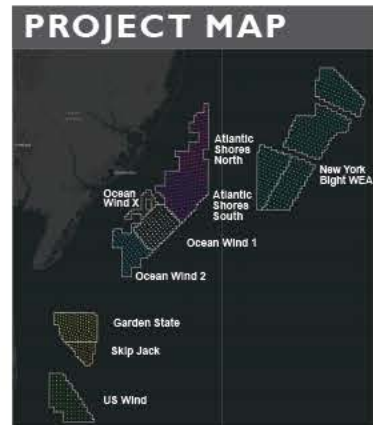 PROJECT MAP
Atlantic
Shores
North
New York
Bight WEA
Ocean
Wind X
Atlantic
Shores
South
Ocean Wind 1
Ocean Wind 2
Garden State
Skip Jack
US Wind